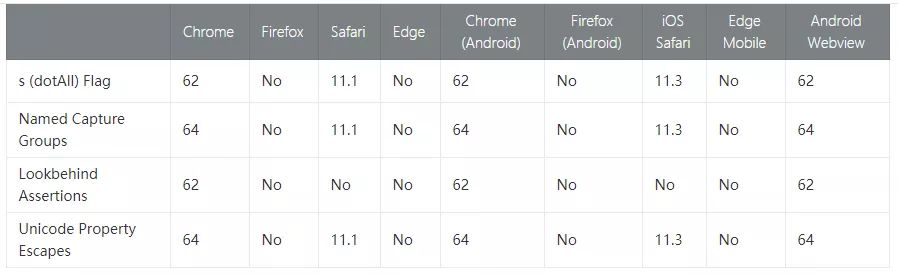 Chrome Firefox Safari Edge Chrome (Android) Firefox (Android) iOS Safari Edge Mobile Android Webview
s (dotAll) Flag 62 No 11.1 No 62 No 11.3 No 62
Named Capture Groups 64 No 11.1 No 64 No 11.3 No 64
Lookbehind Assertions 62 No No No 62 No No No 62
Unicode Property Escapes 64 No 11.1 No 64 No 11.3 No 64